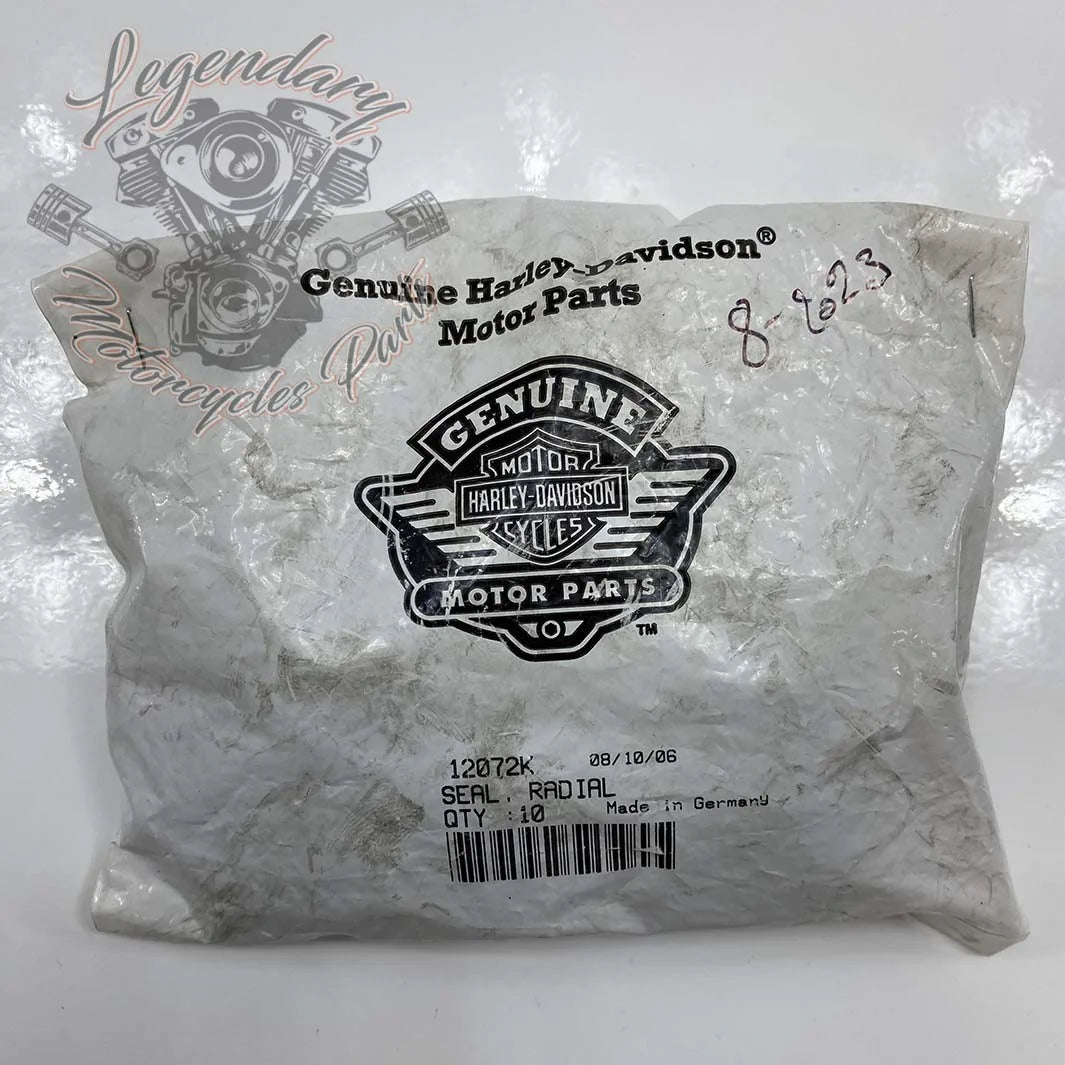 Legendary
Motorcycles Parts
Genuine Harley-Davidson®
Motor Parts
8-8623
GENUINE
MOTOR
HARLEY-DAVIDSON
CYCLES
MOTOR PARTS
TM
12072K 08/10/06
SEAL, RADIAL
QTY :10 Made in Germany